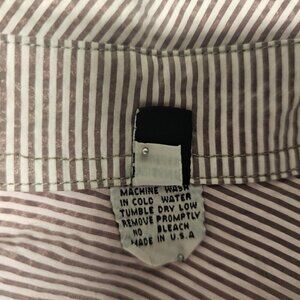 MACHINE WASH
IN COLD WATER
TUMBLE DRY LOW
REMOVE PROMPTLY
NO BLEACH
MADE IN U.S.A